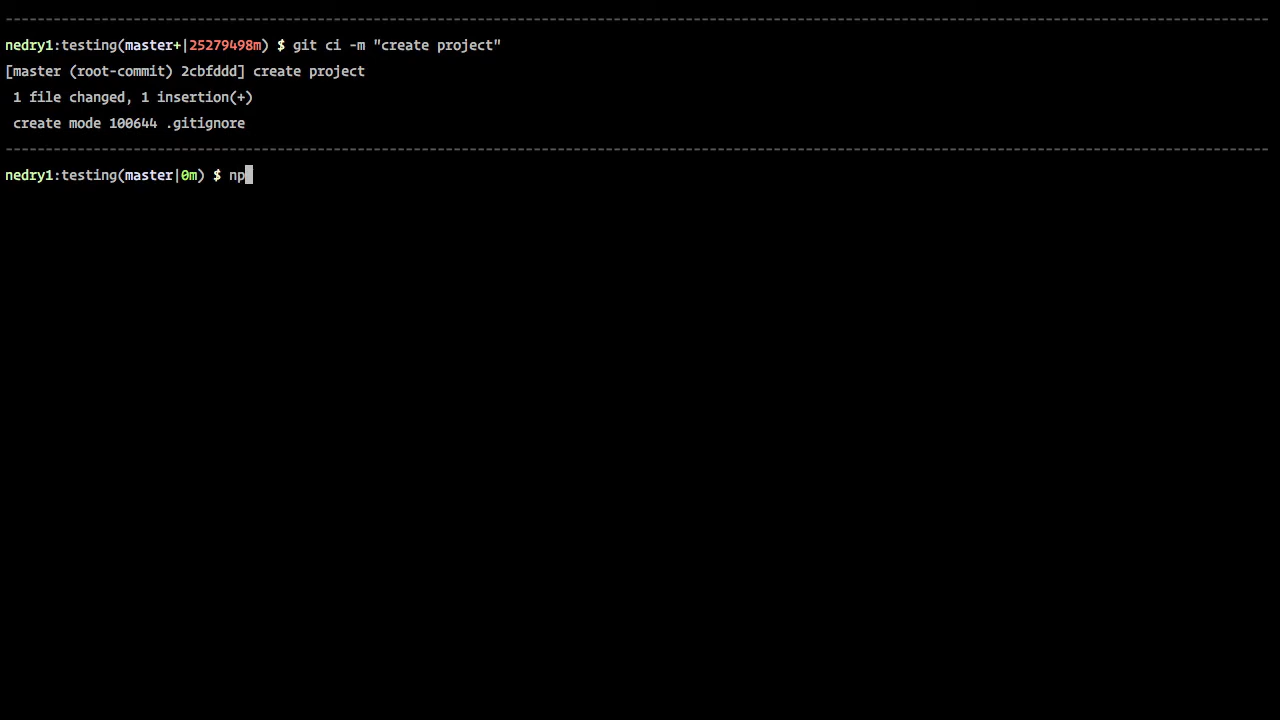 nedry1:testing(master+|25279498m) $ git ci -m "create project"
[master (root-commit) 2cbfddd] create project
 1 file changed, 1 insertion(+)
 create mode 100644 .gitignore
nedry1:testing(master|0m) $ np